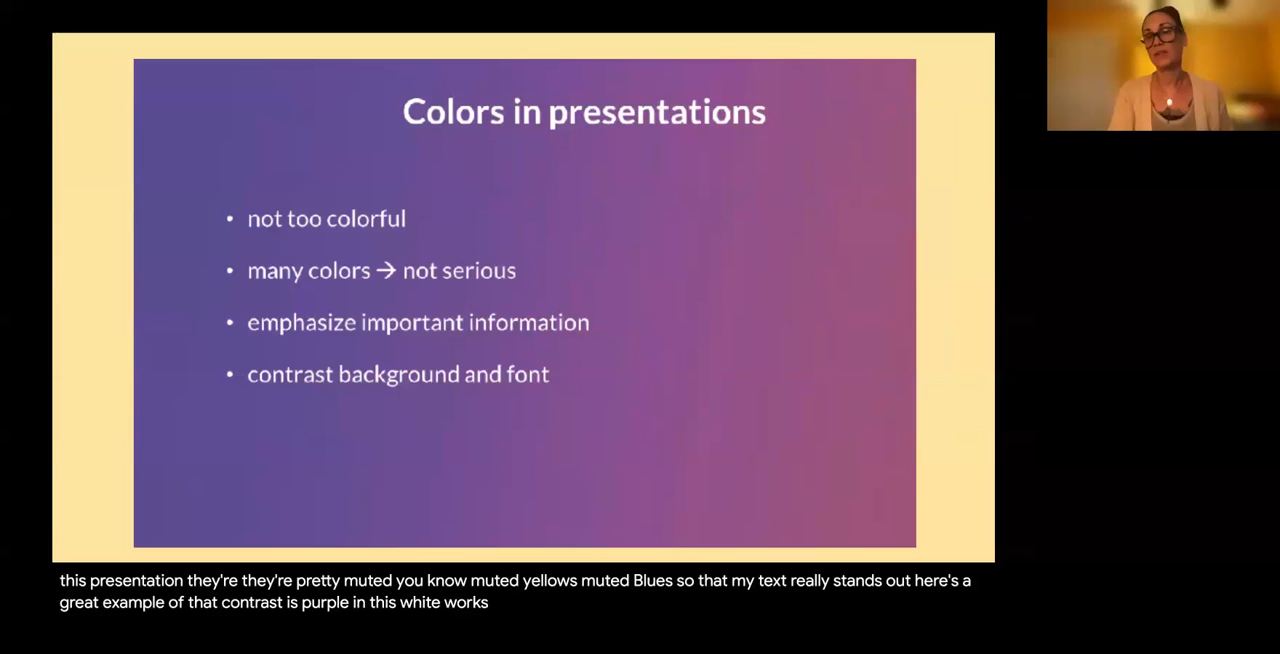 Colors in presentations
• not too colorful
• many colors → not serious
• emphasize important information
• contrast background and font
this presentation they're they're pretty muted you know muted yellows muted Blues so that my text really stands out here's a
great example of that contrast is purple in this white works